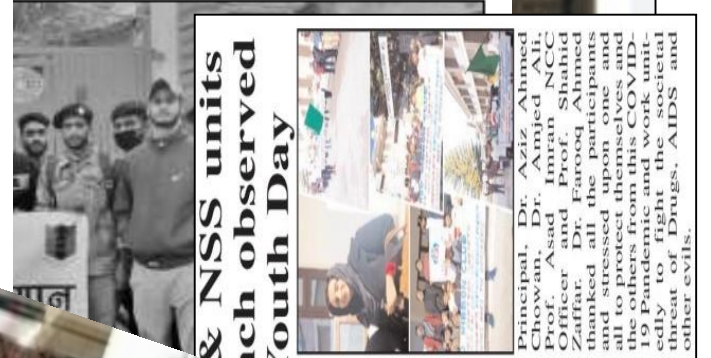 यान
& NSS units
nch observed
Youth Day
Principal, Dr. Aziz Ahmed
Chowan, Dr. Amjed Ali,
Prof. Asad Imran NCC
Officer and Prof. Shahid
Zaffar. Dr. Farooq Ahmed
thanked all the participants
and stressed upon one and
all to protect themselves and
the others from this COVID-
19 Pandemic and work unit-
edly to fight the societal
threat of Drugs, AIDS and
other evils.